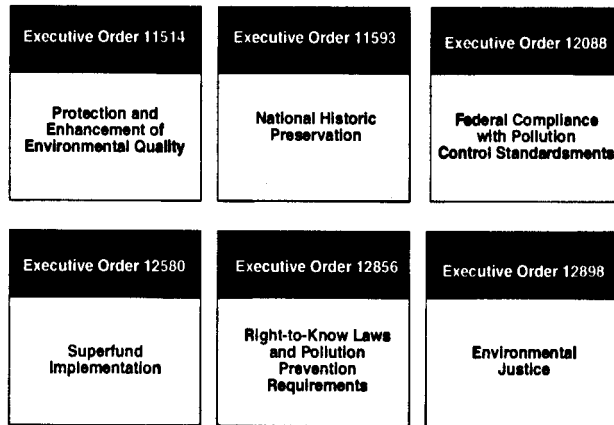 Executive Order 11514
Protection and
Enhancement of
Environmental Quality
Executive Order 11593
National Historic
Preservation
Executive Order 12088
Federal Compliance
with Pollution
Control Standardsments
Executive Order 12580
Superfund
Implementation
Executive Order 12856
Right-to-Know Laws
and Pollution
Prevention
Requirements
Executive Order 12898
Environmental
Justice